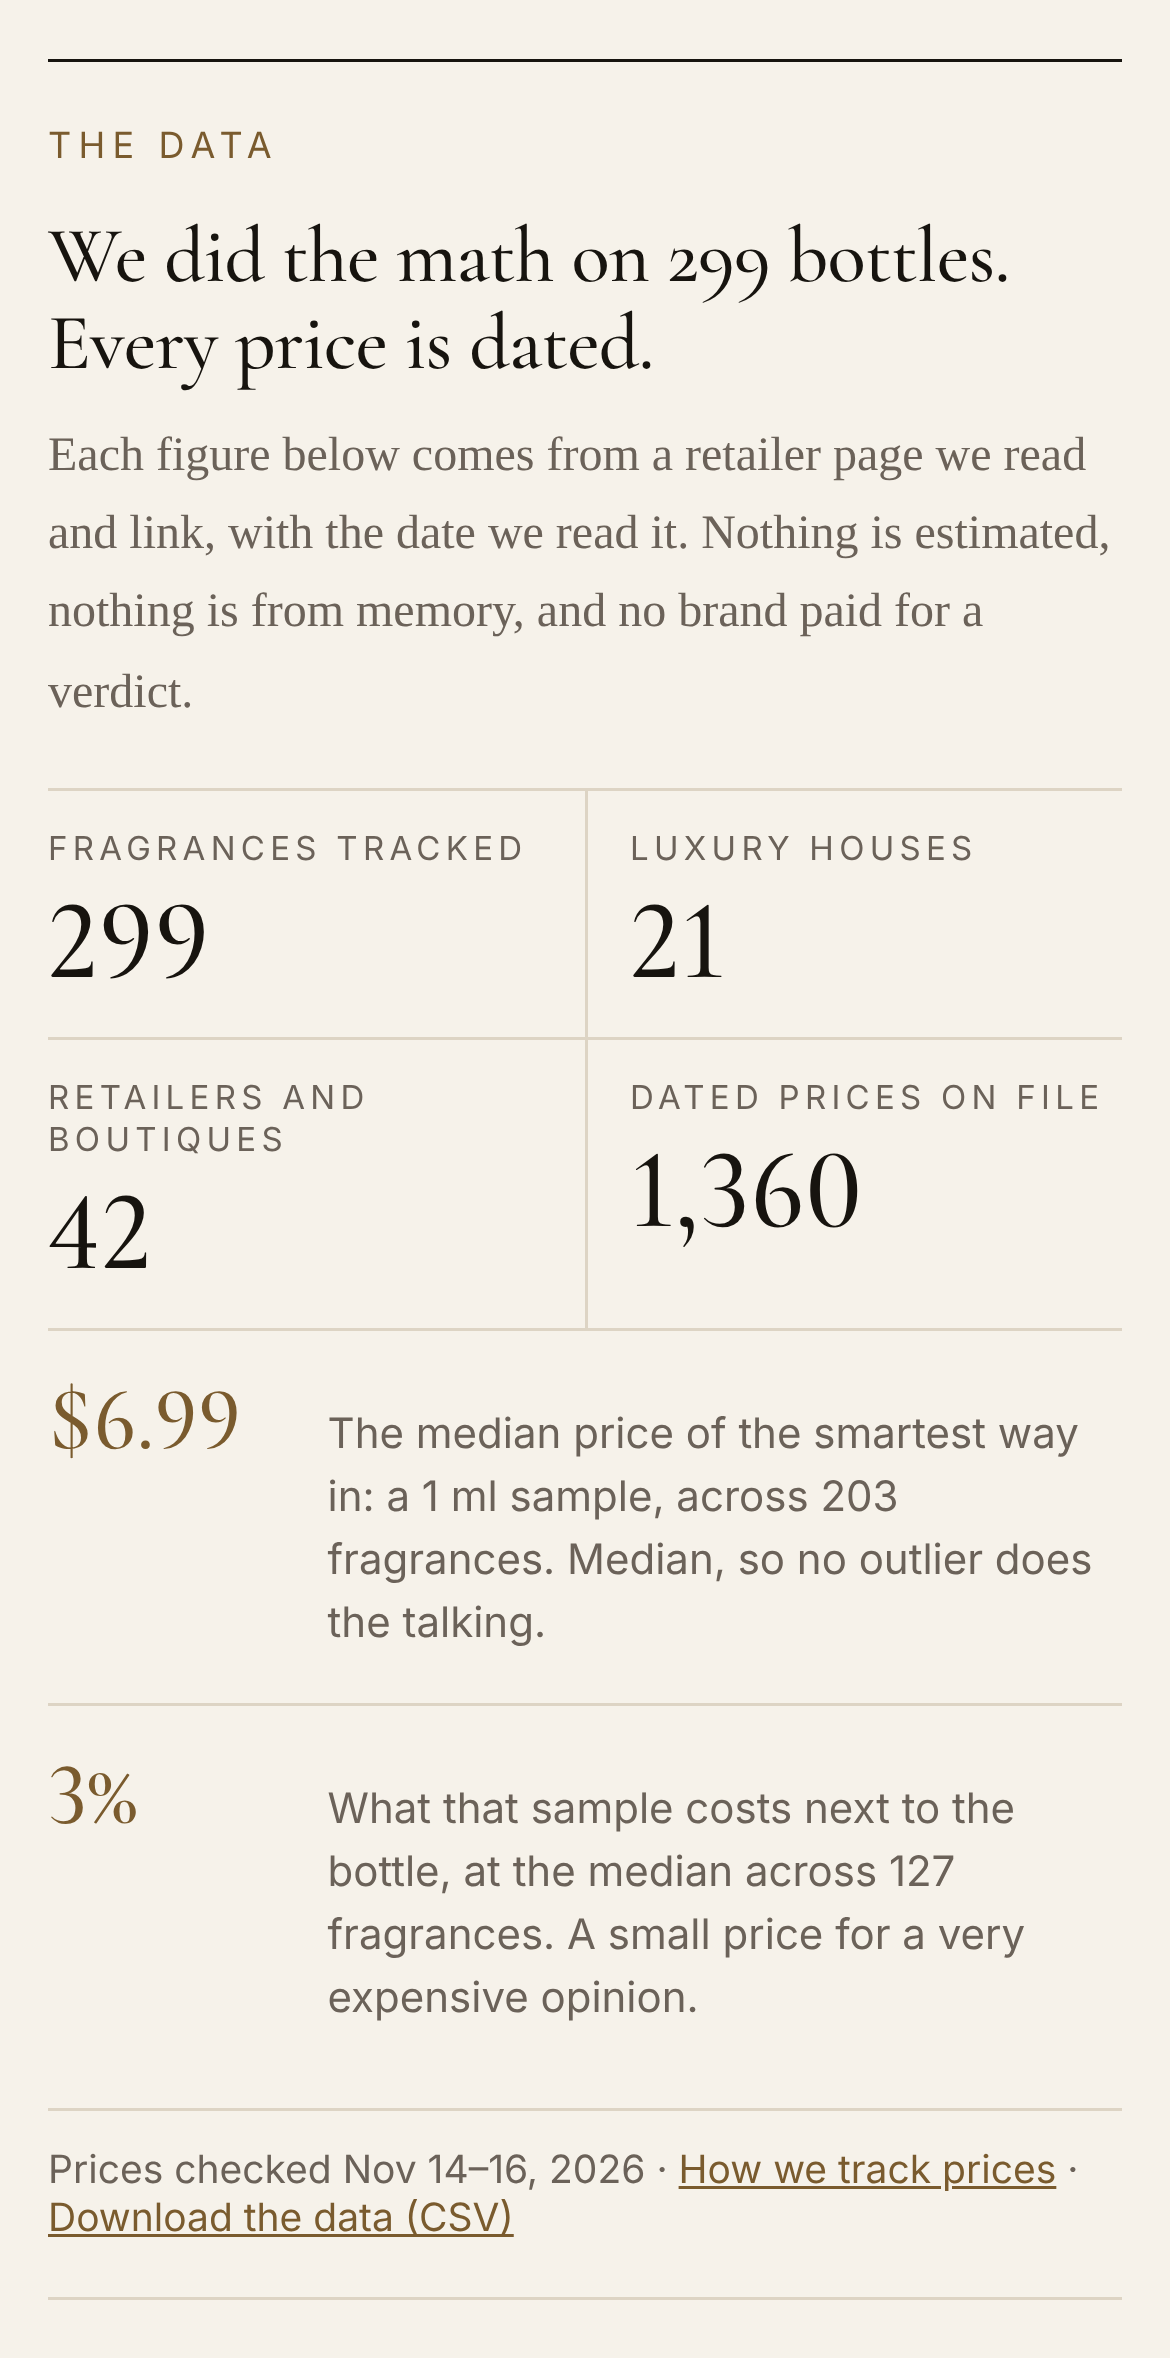 THE DATA
We did the math on 299 bottles.
Every price is dated.
Each figure below comes from a retailer page we read
and link, with the date we read it. Nothing is estimated,
nothing is from memory, and no brand paid for a
verdict.
FRAGRANCES TRACKED
299
LUXURY HOUSES
21
RETAILERS AND
BOUTIQUES
42
DATED PRICES ON FILE
1,360
$6.99
The median price of the smartest way
in: a 1 ml sample, across 203
fragrances. Median, so no outlier does
the talking.
3%
What that sample costs next to the
bottle, at the median across 127
fragrances. A small price for a very
expensive opinion.
Prices checked Nov 14–16, 2026 · How we track prices ·
Download the data (CSV)